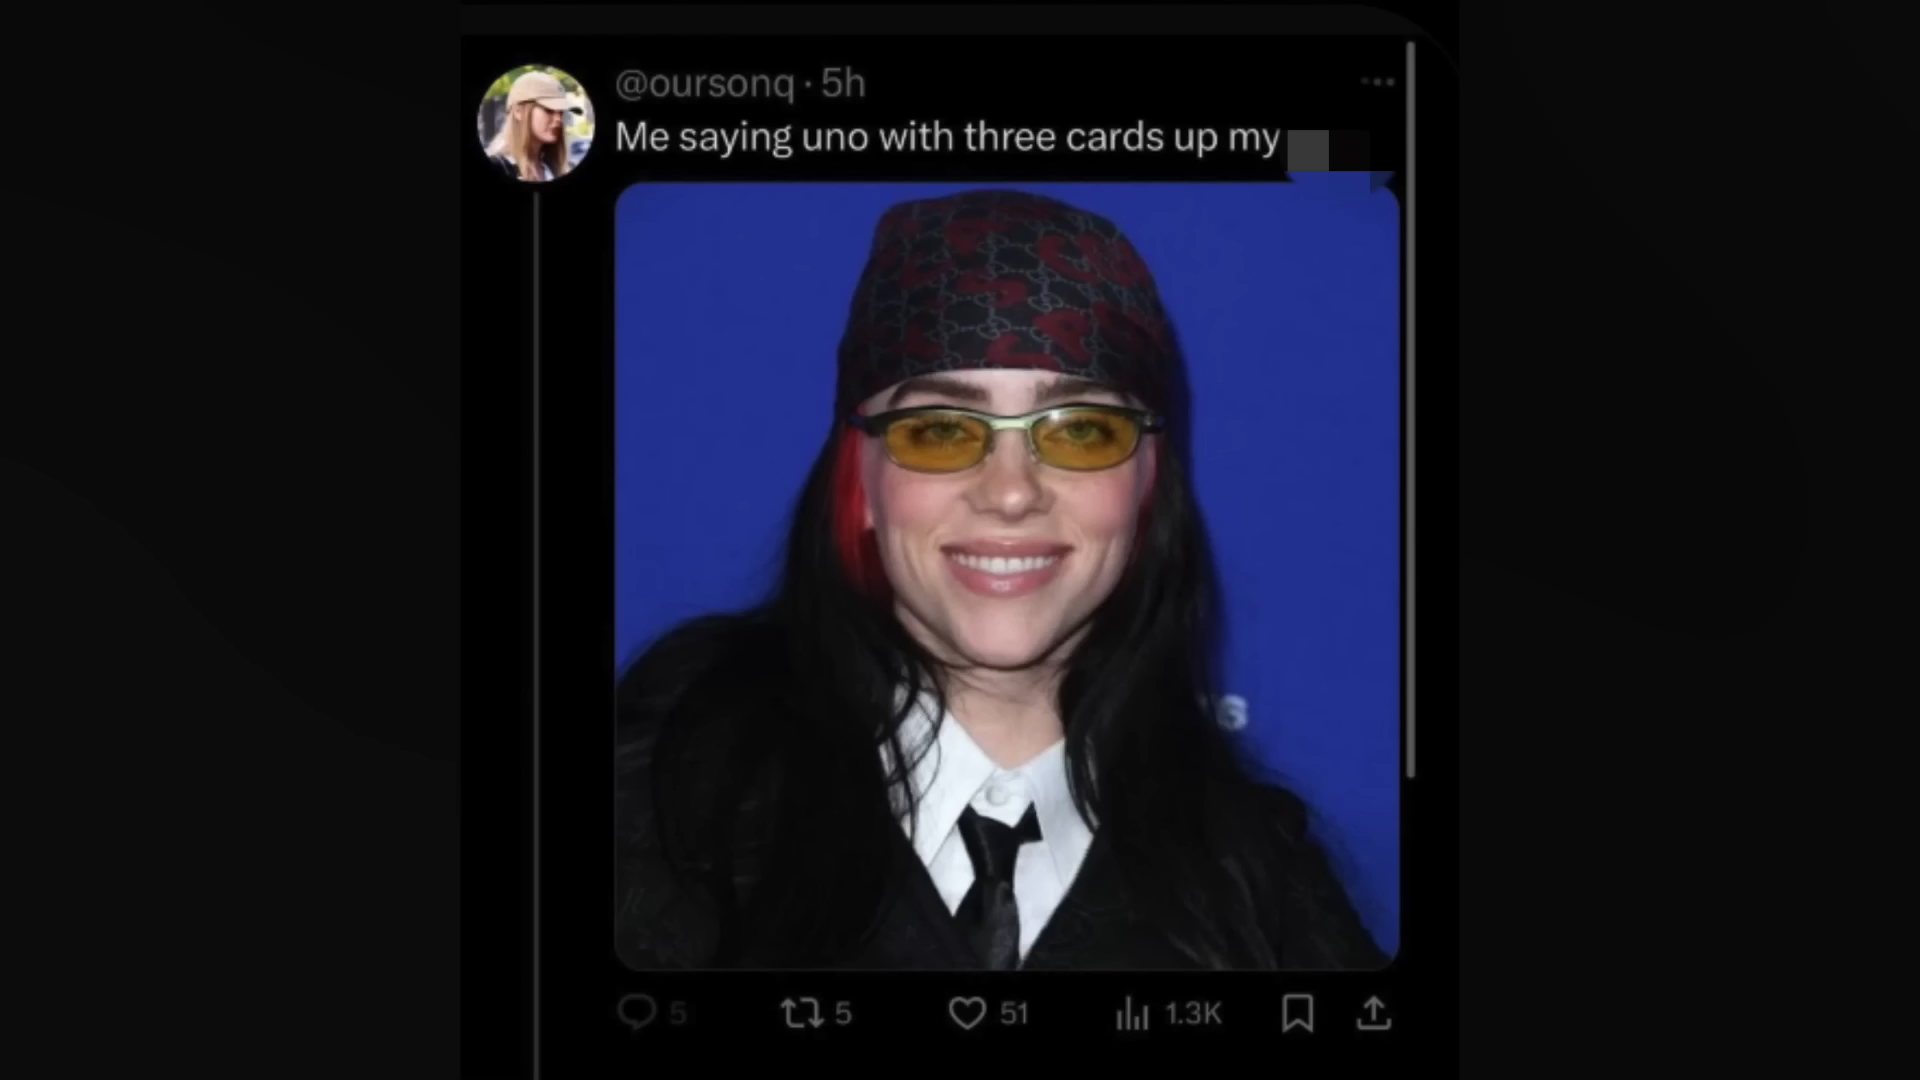 @oursonq · 5h
Me saying uno with three cards up my
s
5 5 51 1.3K